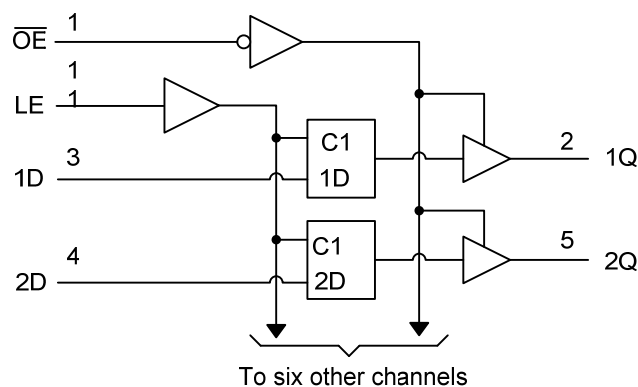 OE 1
1
LE 1
C1
1D 3 1D 2 1Q
C1
2D 4 2D 5 2Q
To six other channels